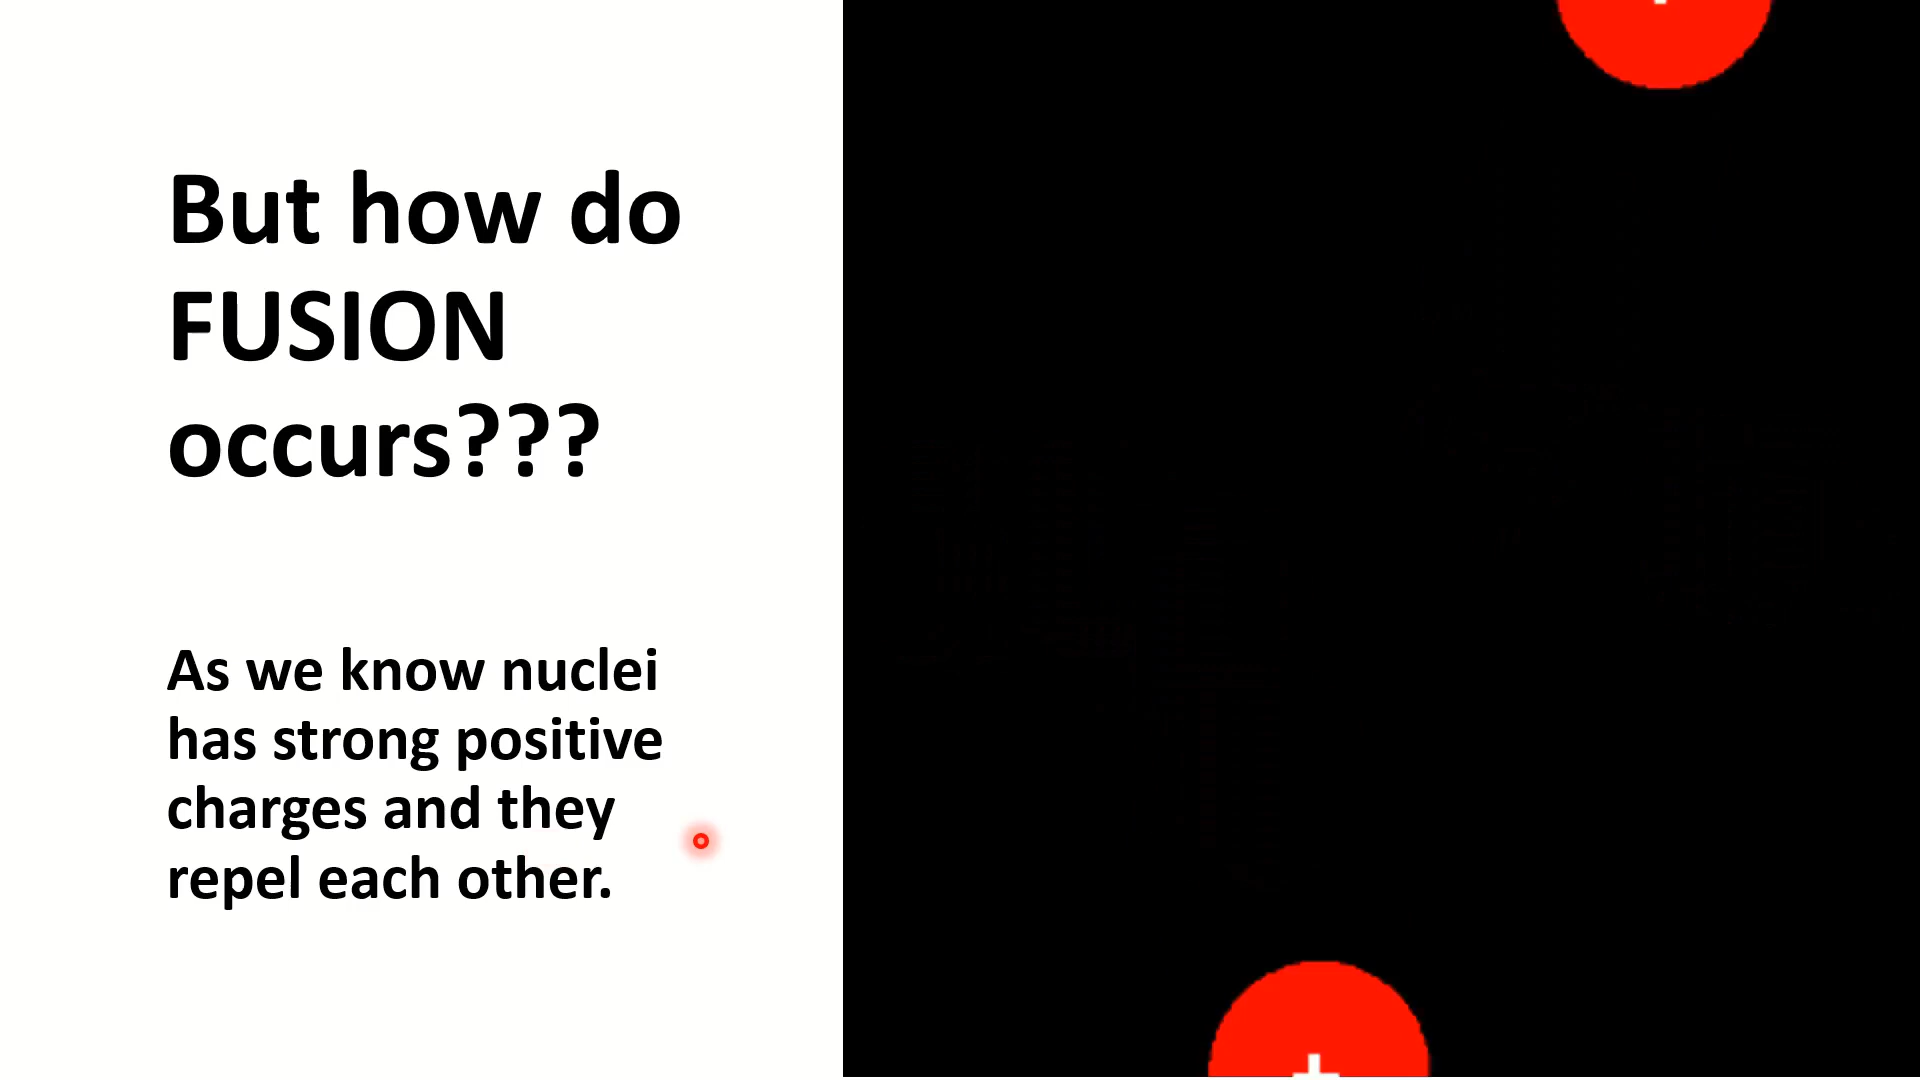 But how do
FUSION
occurs???
As we know nuclei
has strong positive
charges and they
repel each other.
+